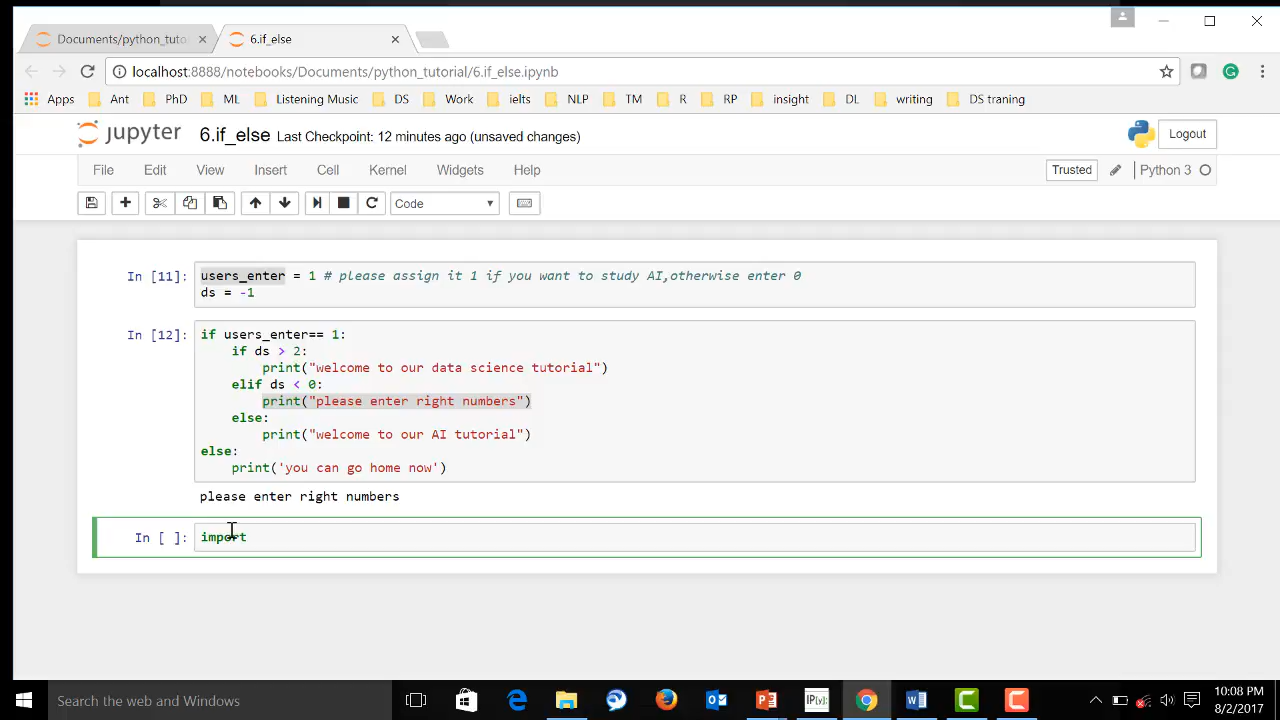 Documents/python_tuto
6.if_else
localhost:8888/notebooks/Documents/python_tutorial/6.if_else.ipynb
Apps Ant PhD ML Listening Music DS Work ielts NLP TM R RP insight DL writing DS traning
jupyter 6.if_else Last Checkpoint: 12 minutes ago (unsaved changes) Logout
File Edit View Insert Cell Kernel Widgets Help Trusted Python 3
Code
In [11]: users_enter = 1 # please assign it 1 if you want to study AI,otherwise enter 0
ds = -1
In [12]: if users_enter== 1:
if ds > 2:
print("welcome to our data science tutorial")
elif ds < 0:
print("please enter right numbers")
else:
print("welcome to our AI tutorial")
else:
print('you can go home now')
please enter right numbers
In [ ]: import
Search the web and Windows
IP[y]:
10:08 PM
8/2/2017